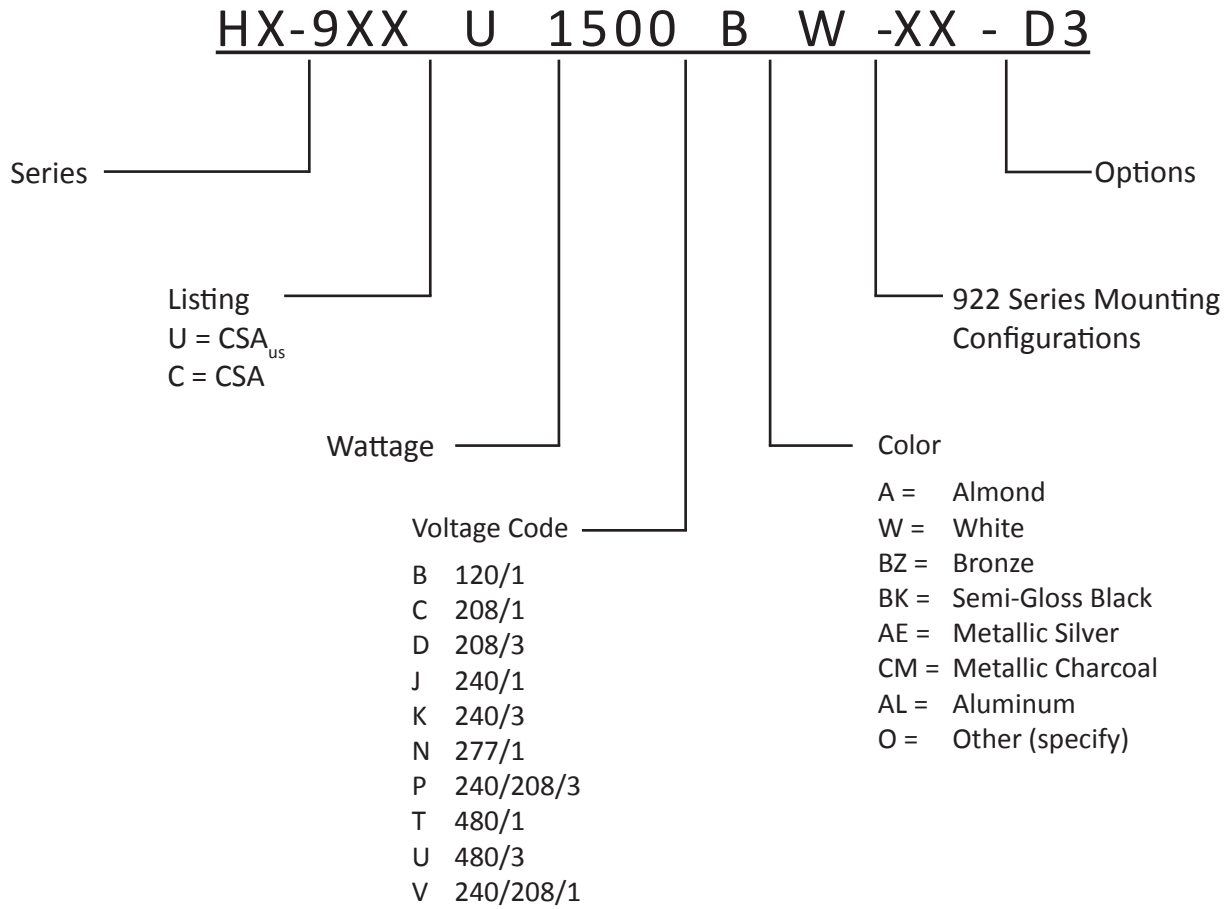 HX-9XX U 1500 B W -XX - D3
Series
Options
Listing
U = CSAus
C = CSA
922 Series Mounting
Configurations
Wattage
Color
A = Almond
W = White
BZ = Bronze
BK = Semi-Gloss Black
AE = Metallic Silver
CM = Metallic Charcoal
AL = Aluminum
O = Other (specify)
Voltage Code
B 120/1
C 208/1
D 208/3
J 240/1
K 240/3
N 277/1
P 240/208/3
T 480/1
U 480/3
V 240/208/1